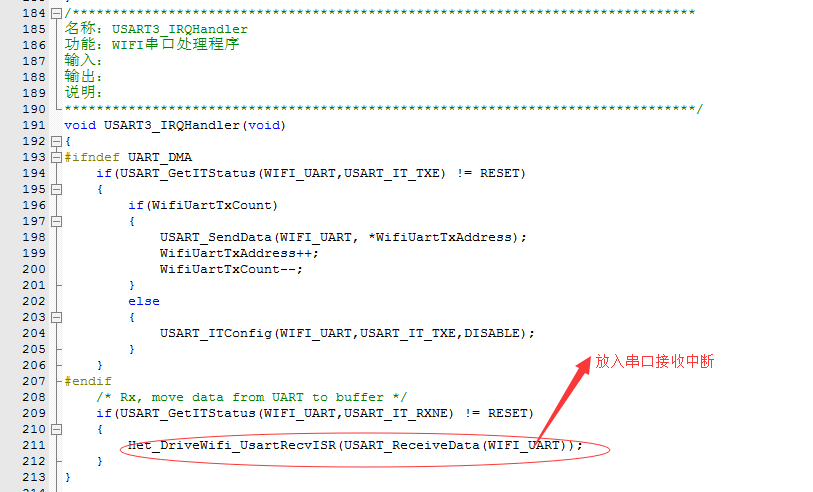 184 /******************************************************************************
185 名称: USART3_IRQHandler
186 功能: WIFI串口处理程序
187 输入:
188 输出:
189 说明:
190 ******************************************************************************/
191 void USART3_IRQHandler(void)
192 {
193 #ifndef UART_DMA
194 if(USART_GetITStatus(WIFI_UART,USART_IT_TXE) != RESET)
195 {
196 if(WifiUartTxCount)
197 {
198 USART_SendData(WIFI_UART, *WifiUartTxAddress);
199 WifiUartTxAddress++;
200 WifiUartTxCount--;
201 }
202 else
203 {
204 USART_ITConfig(WIFI_UART,USART_IT_TXE,DISABLE);
205 }
206 }
放入串口接收中断
207 #endif
208 /* Rx, move data from UART to buffer */
209 if(USART_GetITStatus(WIFI_UART,USART_IT_RXNE) != RESET)
210 {
211 Het_DriveWifi_UsartRecvISR(USART_ReceiveData(WIFI_UART));
212 }
213 }